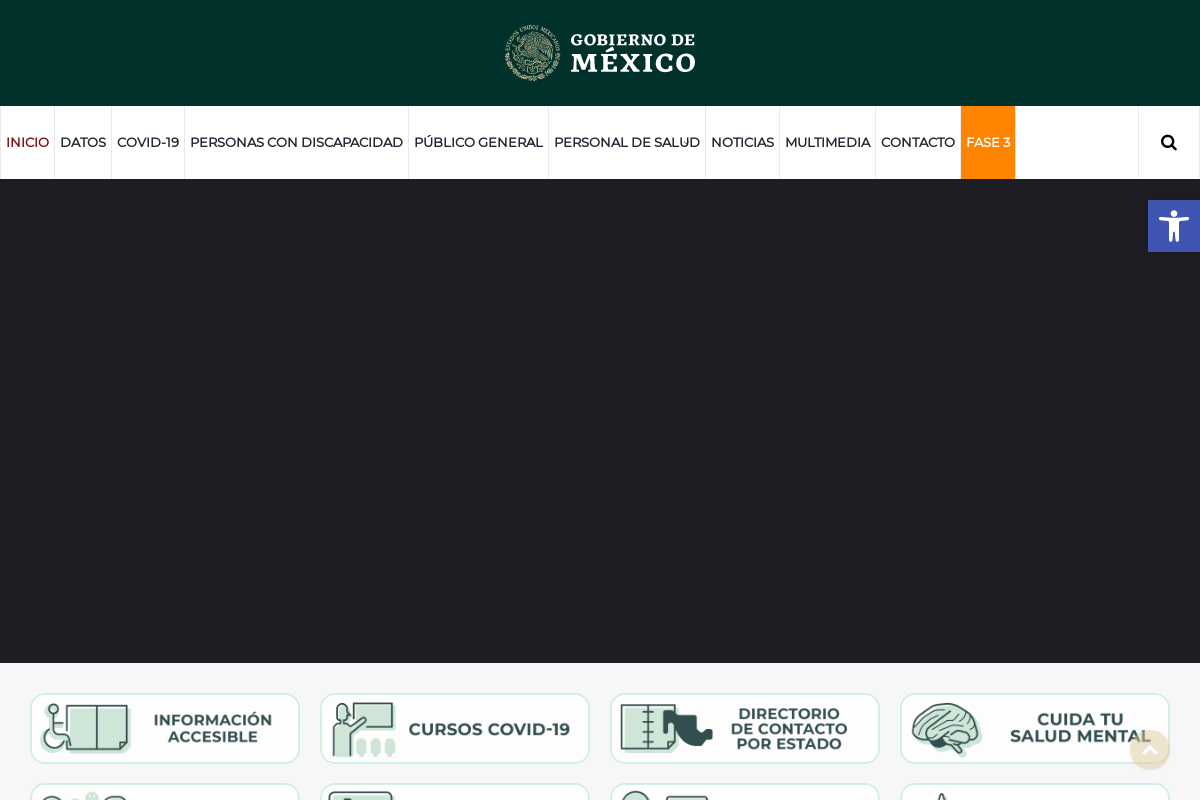 GOBIERNO DE
MÉXICO
INICIO DATOS COVID-19 PERSONAS CON DISCAPACIDAD PÚBLICO GENERAL PERSONAL DE SALUD NOTICIAS MULTIMEDIA CONTACTO FASE 3
INFORMACIÓN
ACCESIBLE
CURSOS COVID-19
DIRECTORIO
DE CONTACTO
POR ESTADO
CUIDA TU
SALUD MENTAL